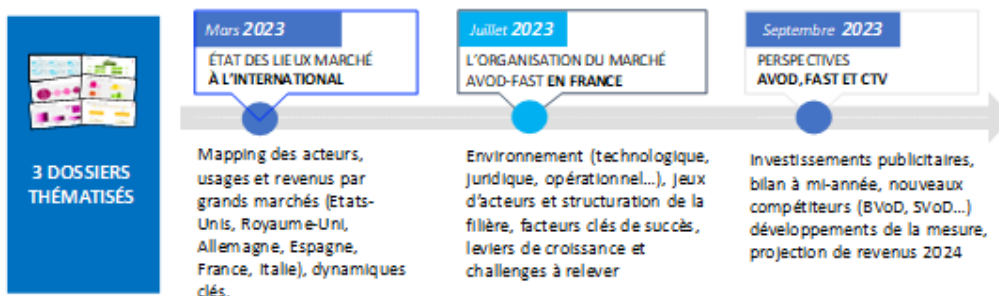 3 DOSSIERS
THÉMATISÉS
Mars 2023
ÉTAT DES LIEUX MARCHÉ
À L'INTERNATIONAL
Mapping des acteurs,
usages et revenus par
grands marchés (Etats-
Unis, Royaume-Uni,
Allemagne, Espagne,
France, Italie), dynamiques
clés.
Juillet 2023
L'ORGANISATION DU MARCHÉ
AVOD-FAST EN FRANCE
Environnement (technologique,
juridique, opérationnel...), jeux
d'acteurs et structuration de la
filière, facteurs clés de succès,
leviers de croissance et
challenges à relever
Septembre 2023
PERSPECTIVES
AVOD, FAST ET CTV
Investissements publicitaires,
bilan à mi-année, nouveaux
compétiteurs (BVoD, SVoD...)
développements de la mesure,
projection de revenus 2024